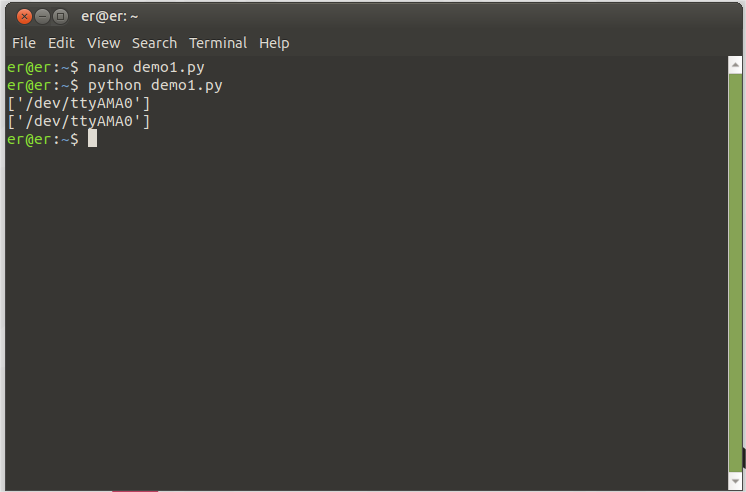 er@er: ~
File Edit View Search Terminal Help
er@er:~$ nano demo1.py
er@er:~$ python demo1.py
['/dev/ttyAMA0']
['/dev/ttyAMA0']
er@er:~$